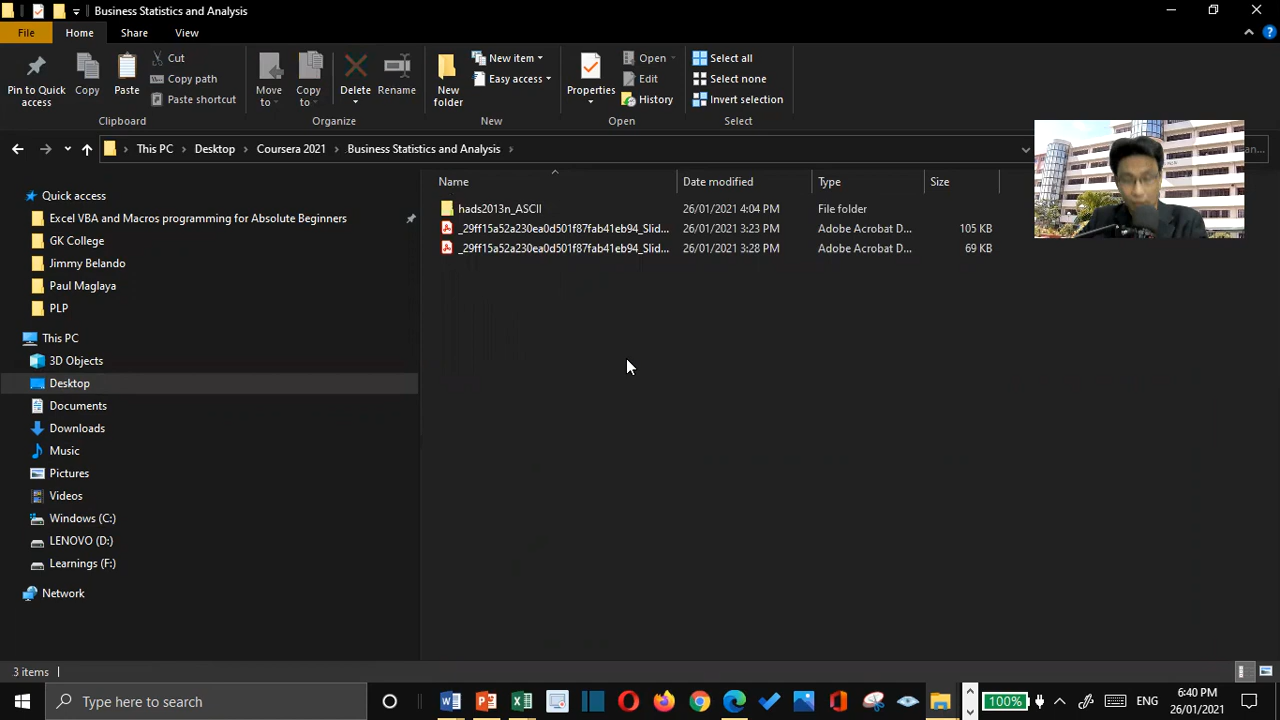 Business Statistics and Analysis
File
Home
Share
View
Pin to Quick
access
Copy
Paste
Cut
Copy path
Paste shortcut
Clipboard
Move
to
Copy
to
Delete
Rename
Organize
New
folder
New item
Easy access
New
Properties
Open
Edit
History
Open
Select all
Select none
Invert selection
Select
This PC
Desktop
Coursera 2021
Business Statistics and Analysis
an...
Name
Date modified
Type
Size
hads2013n_ASCII
26/01/2021 4:04 PM
File folder
_29ff15a52a230ea0d501f87fab41eb94_Slid...
26/01/2021 3:23 PM
Adobe Acrobat D...
105 KB
_29ff15a52a230ea0d501f87fab41eb94_Slid...
26/01/2021 3:28 PM
Adobe Acrobat D...
69 KB
Quick access
Excel VBA and Macros programming for Absolute Beginners
GK College
Jimmy Belando
Paul Maglaya
PLP
This PC
3D Objects
Desktop
Documents
Downloads
Music
Pictures
Videos
Windows (C:)
LENOVO (D:)
Learnings (F:)
Network
3 items
Type here to search
100%
ENG
6:40 PM
26/01/2021